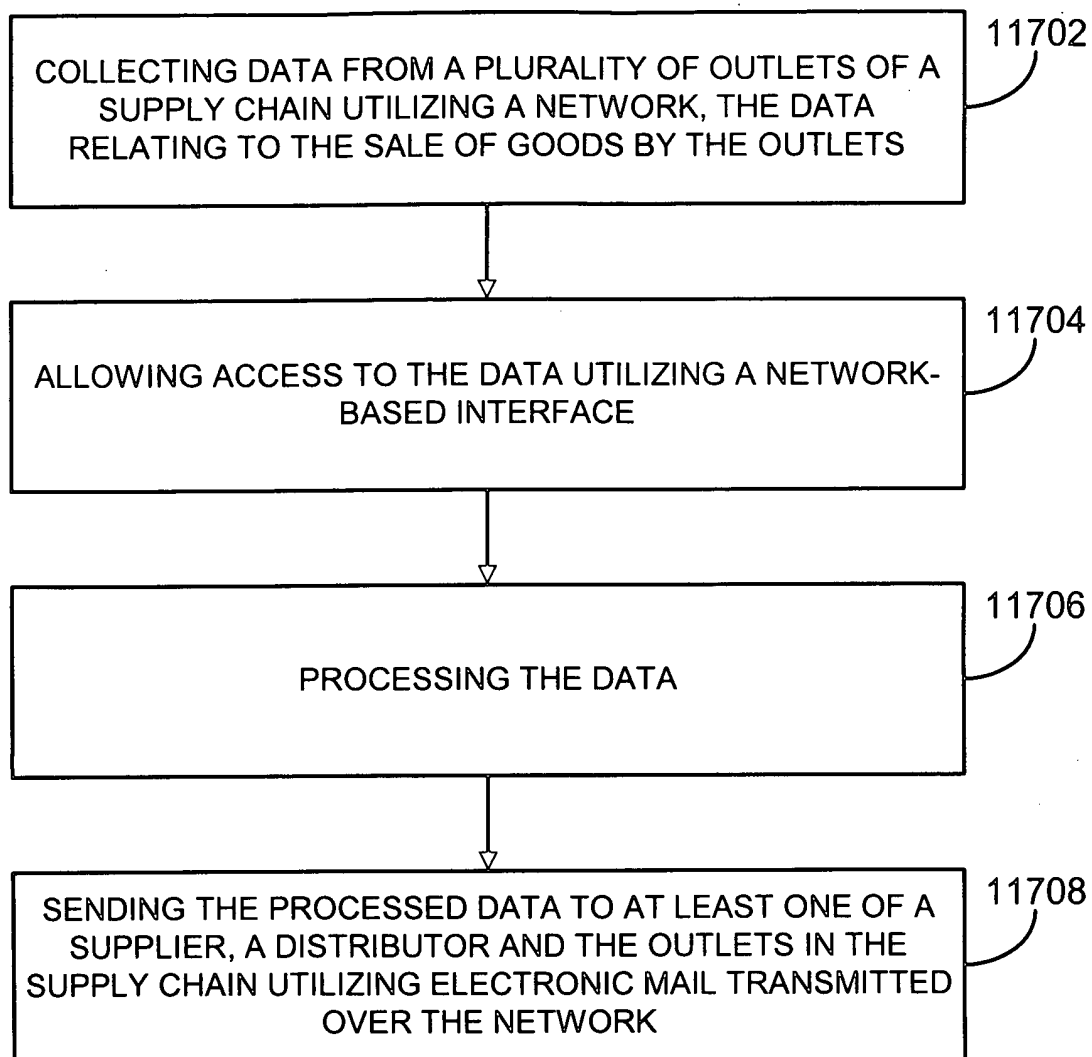 11702
COLLECTING DATA FROM A PLURALITY OF OUTLETS OF A
SUPPLY CHAIN UTILIZING A NETWORK, THE DATA
RELATING TO THE SALE OF GOODS BY THE OUTLETS
11704
ALLOWING ACCESS TO THE DATA UTILIZING A NETWORK-
BASED INTERFACE
11706
PROCESSING THE DATA
11708
SENDING THE PROCESSED DATA TO AT LEAST ONE OF A
SUPPLIER, A DISTRIBUTOR AND THE OUTLETS IN THE
SUPPLY CHAIN UTILIZING ELECTRONIC MAIL TRANSMITTED
OVER THE NETWORK